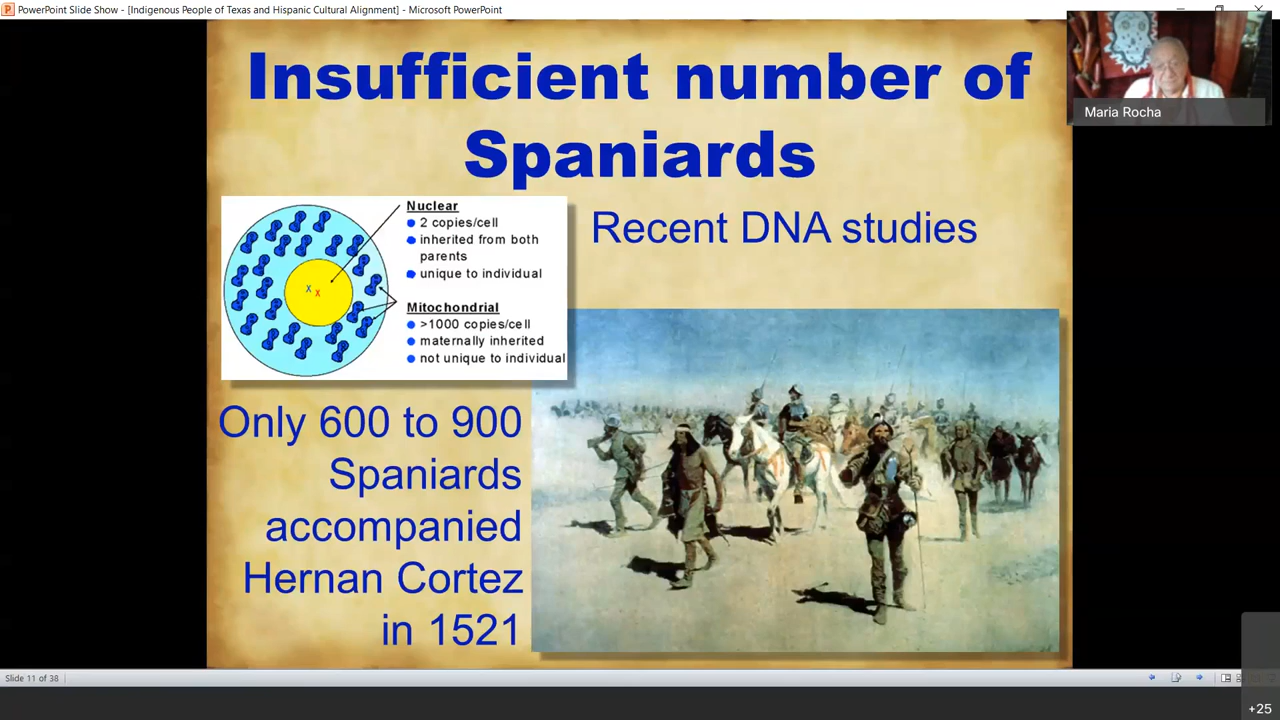 PowerPoint Slide Show - [Indigenous People of Texas and Hispanic Cultural Alignment] - Microsoft PowerPoint
Insufficient number of
Spaniards
Maria Rocha
Nuclear
2 copies/cell
inherited from both
parents
unique to individual
Mitochondrial
>1000 copies/cell
maternally inherited
not unique to individual
X
X
Recent DNA studies
Only 600 to 900
Spaniards
accompanied
Hernan Cortez
in 1521
Slide 11 of 38
+25